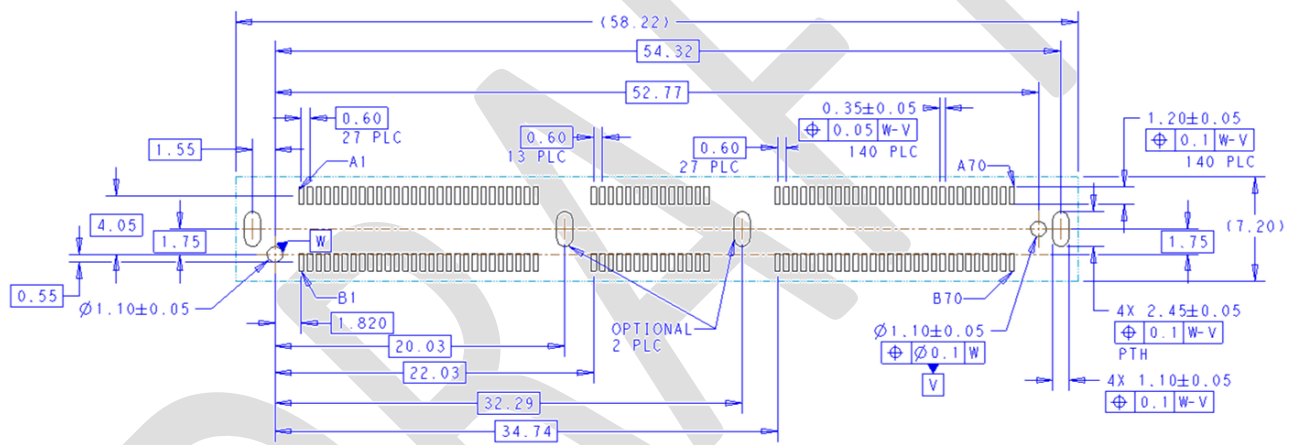 (58.22)
54.32
52.77
0.60
27 PLC
0.60
13 PLC
0.60
27 PLC
0.35±0.05
⌖ 0.05 W-V
140 PLC
1.20±0.05
⌖ 0.1 W-V
140 PLC
1.55
A1
A70
4.05
1.75
W
1.75
(7.20)
0.55
Ø1.10±0.05
B1
1.820
OPTIONAL
2 PLC
B70
Ø1.10±0.05
⌖ Ø0.1 W
V
4X 2.45±0.05
⌖ 0.1 W-V
PTH
4X 1.10±0.05
⌖ 0.1 W-V
20.03
22.03
32.29
34.74